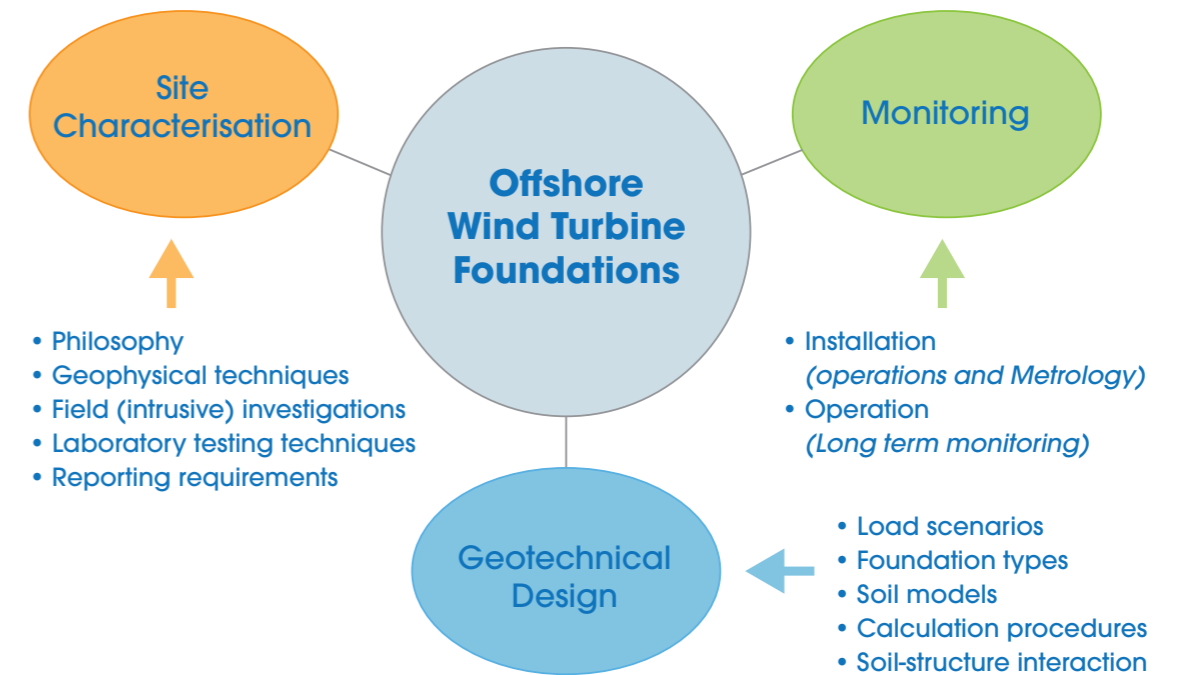 Site
Characterisation
Offshore
Wind Turbine
Foundations
Monitoring
• Philosophy
• Geophysical techniques
• Field (intrusive) investigations
• Laboratory testing techniques
• Reporting requirements
• Installation
(operations and Metrology)
• Operation
(Long term monitoring)
Geotechnical
Design
• Load scenarios
• Foundation types
• Soil models
• Calculation procedures
• Soil-structure interaction